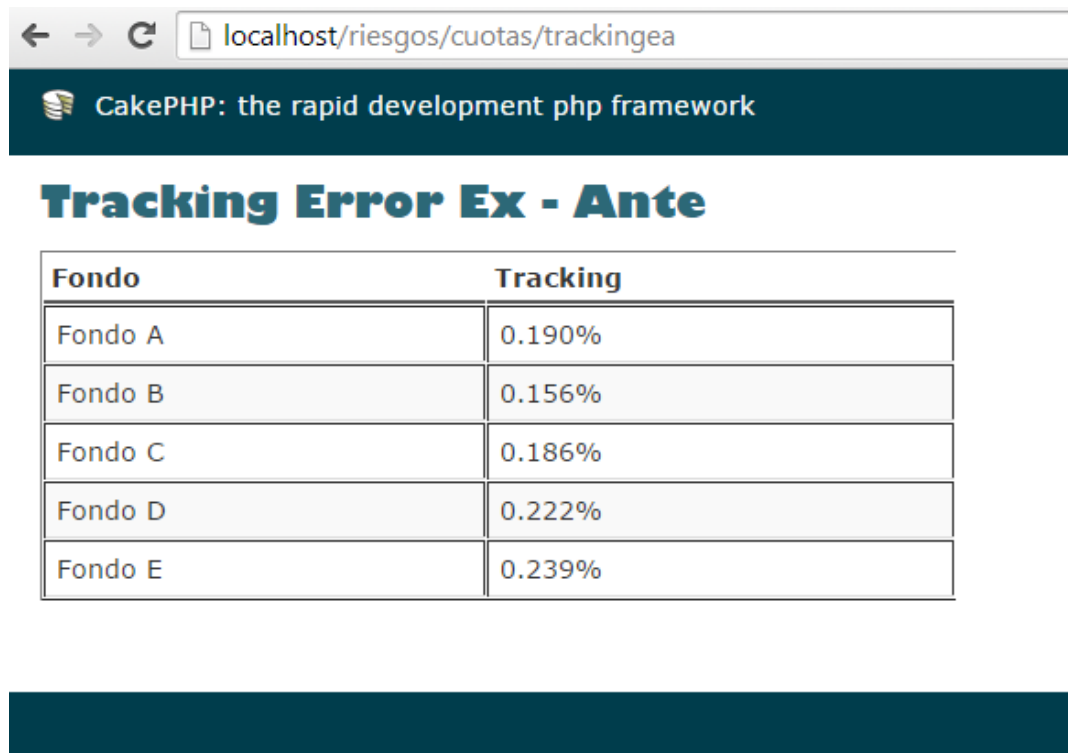 localhost/riesgos/cuotas/trackingea
CakePHP: the rapid development php framework
Tracking Error Ex - Ante
Fondo Tracking
Fondo A 0.190%
Fondo B 0.156%
Fondo C 0.186%
Fondo D 0.222%
Fondo E 0.239%